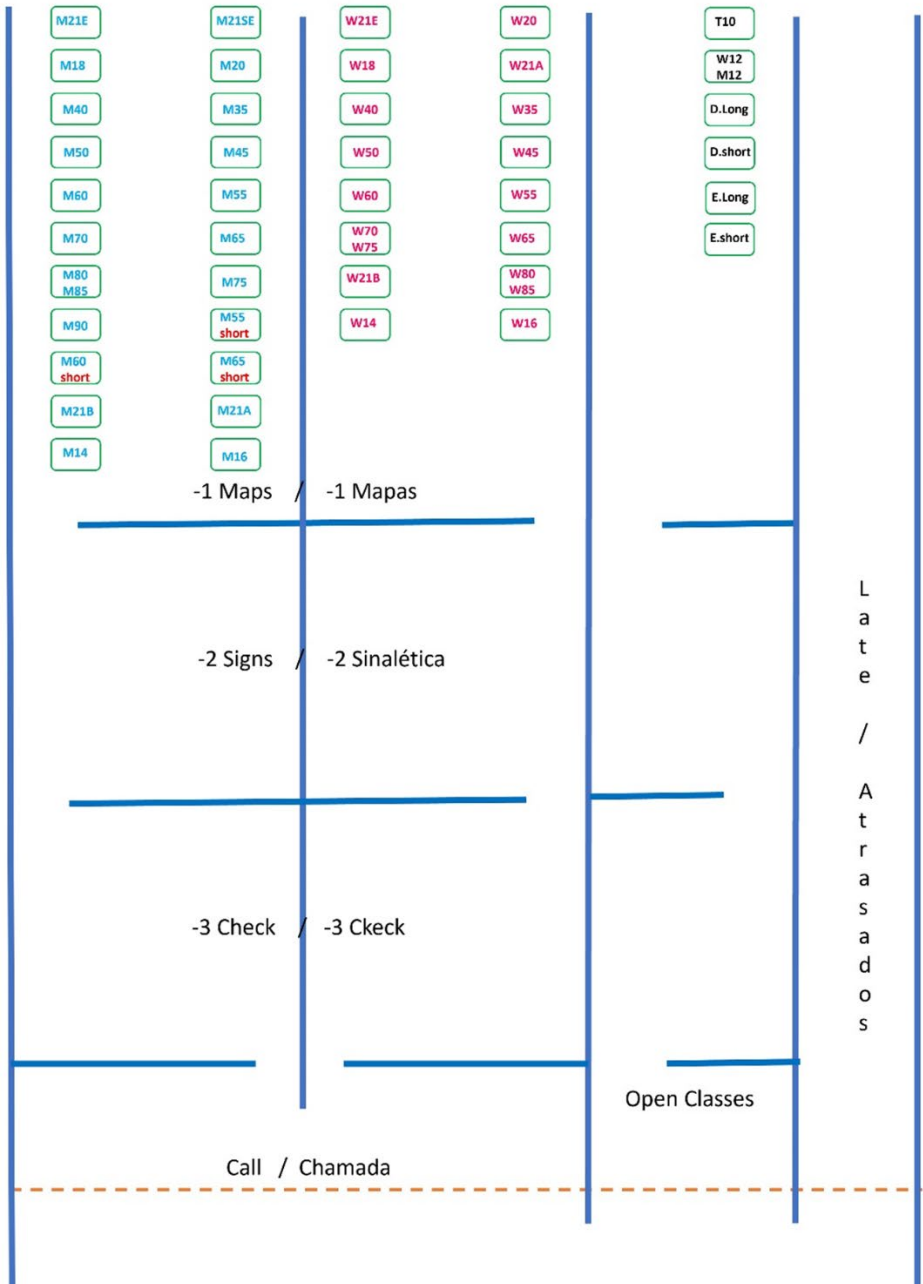 M21E M21SE W21E W20 T10
M18 M20 W18 W21A W12
M12
M40 M35 W40 W35 D.Long
M50 M45 W50 W45 D.short
M60 M55 W60 W55 E.Long
M70 M65 W70 W65 E.short
W75
M80 M75 W21B W80
M85 W85
M90 M55 W14 W16
short
M60 M65
short short
M21B M21A
M14 M16
-1 Maps / -1 Mapas
-2 Signs / -2 Sinalética
-3 Check / -3 Ckeck
Open Classes
Call / Chamada
Late / Atrasados